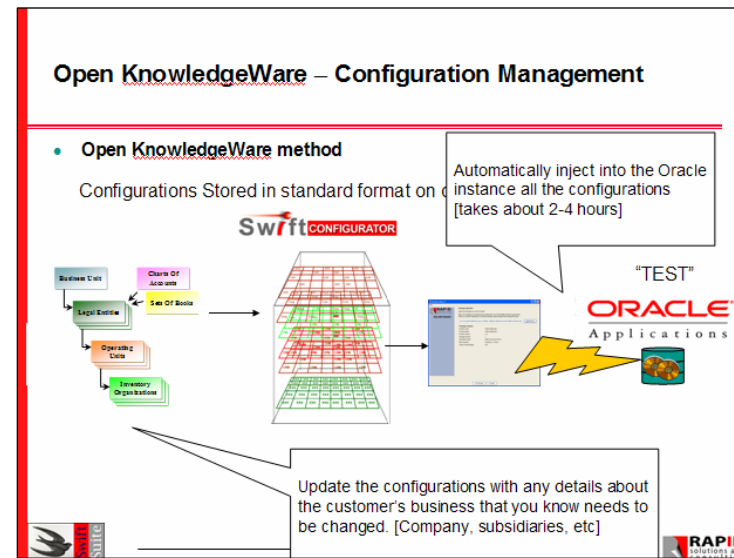 Open KnowledgeWare – Configuration Management
Open KnowledgeWare method
Configurations Stored in standard format on
Automatically inject into the Oracle
instance all the configurations
[takes about 2-4 hours]
Swift CONFIGURATOR
"TEST"
ORACLE
Applications
Business Unit
Charts Of
Accounts
Sets Of Books
Legal Entities
Operating
Units
Inventory
Organizations
Update the configurations with any details about
the customer's business that you know needs to
be changed. [Company, subsidiaries, etc]
Swift
Suite
RAPI
solutions a